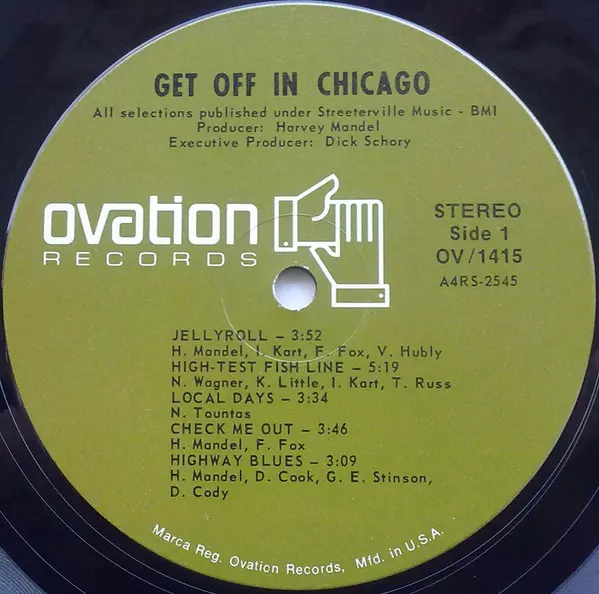 GET OFF IN CHICAGO
All selections published under Streeterville Music - BMI
Producer: Harvey Mandel
Executive Producer: Dick Schory
ovation
RECORDS
STEREO
Side 1
OV/1415
A4RS-2545
JELLYROLL – 3:52
H. Mandel, I. Kart, F. Fox, V. Hubly
HIGH-TEST FISH LINE – 5:19
N. Wagner, K. Little, I. Kart, T. Russ
LOCAL DAYS – 3:34
N. Tountas
CHECK ME OUT – 3:46
H. Mandel, F. Fox
HIGHWAY BLUES – 3:09
H. Mandel, D. Cook, G. E. Stinson,
D. Cody
Marca Reg. Ovation Records, Mfd. in U.S.A.